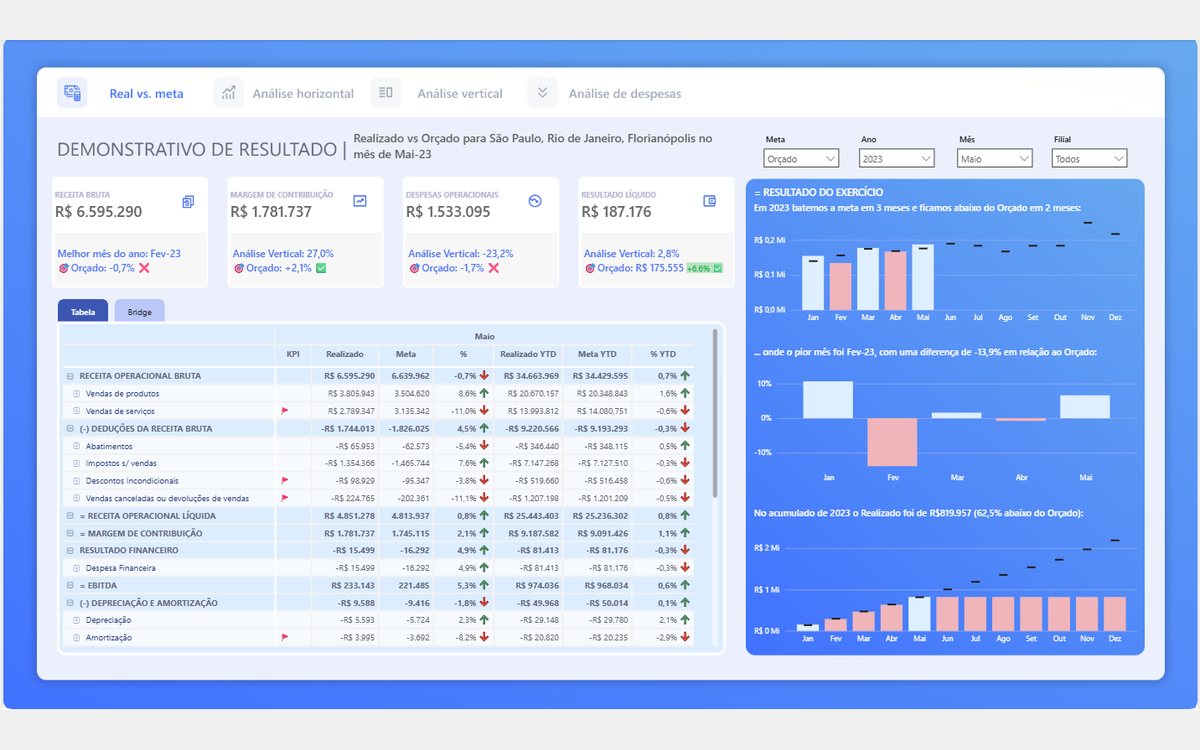 Real vs. meta Análise horizontal Análise vertical Análise de despesas
DEMONSTRATIVO DE RESULTADO |
Realizado vs Orçado para São Paulo, Rio de Janeiro, Florianópolis no
mês de Mai-23
Meta Ano Mês Filial
Orçado 2023 Maio Todos
RECEITA BRUTA
R$ 6.595.290
Melhor mês do ano: Fev-23
Orçado: -0,7%
MARGEM DE CONTRIBUIÇÃO
R$ 1.781.737
Análise Vertical: 27,0%
Orçado: +2,1%
DESPESAS OPERACIONAIS
R$ 1.533.095
Análise Vertical: -23,2%
Orçado: -1,7%
RESULTADO LÍQUIDO
R$ 187.176
Análise Vertical: 2,8%
Orçado: R$ 175.555 +6,6%
Tabela Bridge
Maio
KPI Realizado Meta % Realizado YTD Meta YTD % YTD
RECEITA OPERACIONAL BRUTA R$ 6.595.290 6.639.962 -0,7% R$ 34.663.969 R$ 34.429.595 0,7%
Vendas de produtos R$ 3.805.943 3.504.620 8,6% R$ 20.670.157 R$ 20.348.843 1,6%
Vendas de serviços R$ 2.789.347 3.135.342 -11,0% R$ 13.993.812 R$ 14.080.751 -0,6%
(-) DEDUÇÕES DA RECEITA BRUTA -R$ 1.744.013 -1.826.025 4,5% -R$ 9.220.566 -R$ 9.193.293 -0,3%
Abatimentos -R$ 65.953 -62.573 -5,4% -R$ 346.440 -R$ 348.115 0,5%
Impostos s/ vendas -R$ 1.354.366 -1.465.744 7,6% -R$ 7.147.268 -R$ 7.127.510 -0,3%
Descontos Incondicionais -R$ 98.929 -95.347 -3,8% -R$ 519.660 -R$ 516.458 -0,6%
Vendas canceladas ou devoluções de vendas -R$ 224.765 -202.361 -11,1% -R$ 1.207.198 -R$ 1.201.209 -0,5%
= RECEITA OPERACIONAL LÍQUIDA R$ 4.851.278 4.813.937 0,8% R$ 25.443.403 R$ 25.236.302 0,8%
= MARGEM DE CONTRIBUIÇÃO R$ 1.781.737 1.745.115 2,1% R$ 9.187.582 R$ 9.091.426 1,1%
RESULTADO FINANCEIRO -R$ 15.499 -16.292 4,9% -R$ 81.413 -R$ 81.176 -0,3%
Despesa Financeira -R$ 15.499 -16.292 4,9% -R$ 81.413 -R$ 81.176 -0,3%
= EBITDA R$ 233.143 221.485 5,3% R$ 974.036 R$ 968.034 0,6%
(-) DEPRECIAÇÃO E AMORTIZAÇÃO -R$ 9.588 -9.416 -1,8% -R$ 49.968 -R$ 50.014 0,1%
Depreciação -R$ 5.593 -5.724 2,3% -R$ 29.148 -R$ 29.780 2,1%
Amortização -R$ 3.995 -3.692 -8,2% -R$ 20.820 -R$ 20.235 -2,9%
= RESULTADO DO EXERCÍCIO
Em 2023 batemos a meta em 3 meses e ficamos abaixo do Orçado em 2 meses:
R$ 0,2 Mi
R$ 0,1 Mi
R$ 0,0 Mi
Jan Fev Mar Abr Mai Jun Jul Ago Set Out Nov Dez
... onde o pior mês foi Fev-23, com uma diferença de -13,9% em relação ao Orçado:
10%
0%
-10%
Jan Fev Mar Abr Mai
No acumulado de 2023 o Realizado foi de R$819.957 (62,5% abaixo do Orçado):
R$ 2 Mi
R$ 1 Mi
R$ 0 Mi
Jan Fev Mar Abr Mai Jun Jul Ago Set Out Nov Dez